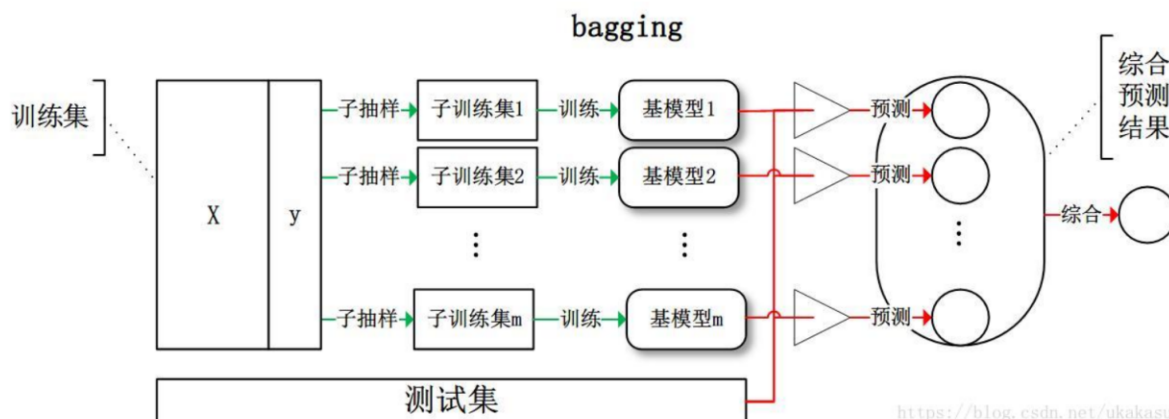 bagging
训练集
X
y
子抽样
子训练集1
训练
基模型1
预测
综合
预测
结果
子抽样
子训练集2
训练
基模型2
预测
综合
子抽样
子训练集m
训练
基模型m
预测
测试集
https://blog.csdn.net/ukakasu